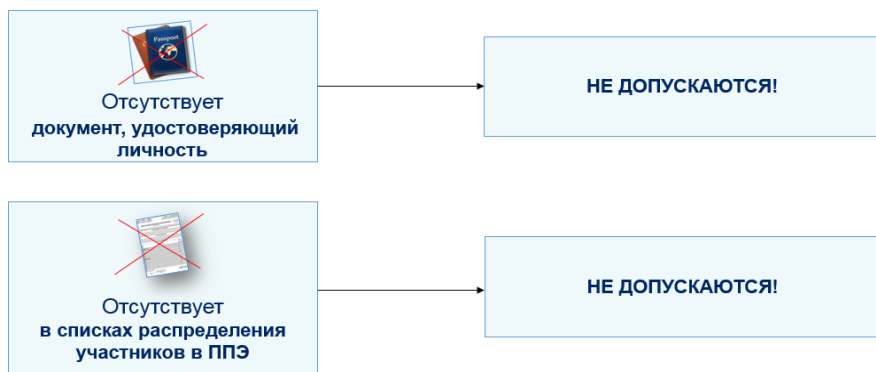 Passport
Отсутствует
документ, удостоверяющий
личность
НЕ ДОПУСКАЮТСЯ!
Отсутствует
в списках распределения
участников в ППЭ
НЕ ДОПУСКАЮТСЯ!